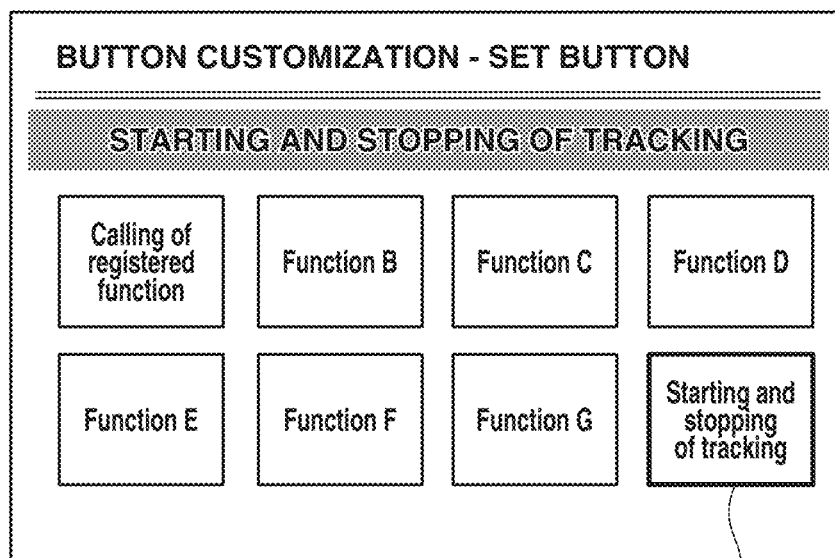 BUTTON CUSTOMIZATION - SET BUTTON
STARTING AND STOPPING OF TRACKING
Calling of
registered
function
Function B
Function C
Function D
Function E
Function F
Function G
Starting and
stopping
of tracking